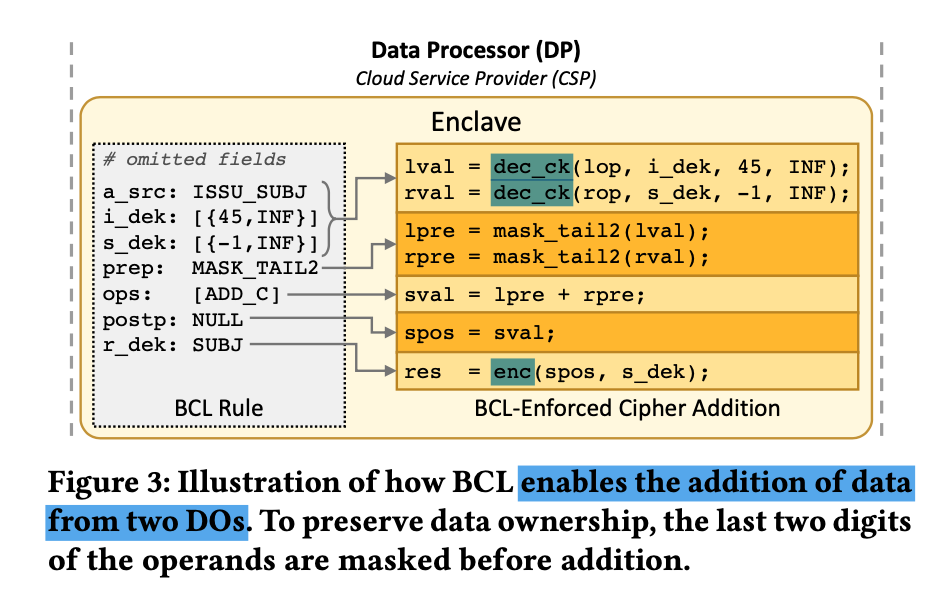 Data Processor (DP)
Cloud Service Provider (CSP)
Enclave
# omitted fields
a_src: ISSU_SUBJ
i_dek: [{45,INF}]
s_dek: [{-1,INF}]
prep: MASK_TAIL2
ops: [ADD_C]
postp: NULL
r_dek: SUBJ
BCL Rule
lval = dec_ck(lop, i_dek, 45, INF);
rval = dec_ck(rop, s_dek, -1, INF);
lpre = mask_tail2(lval);
rpre = mask_tail2(rval);
sval = lpre + rpre;
spos = sval;
res = enc(spos, s_dek);
BCL-Enforced Cipher Addition
Figure 3: Illustration of how BCL enables the addition of data
from two DOs. To preserve data ownership, the last two digits
of the operands are masked before addition.